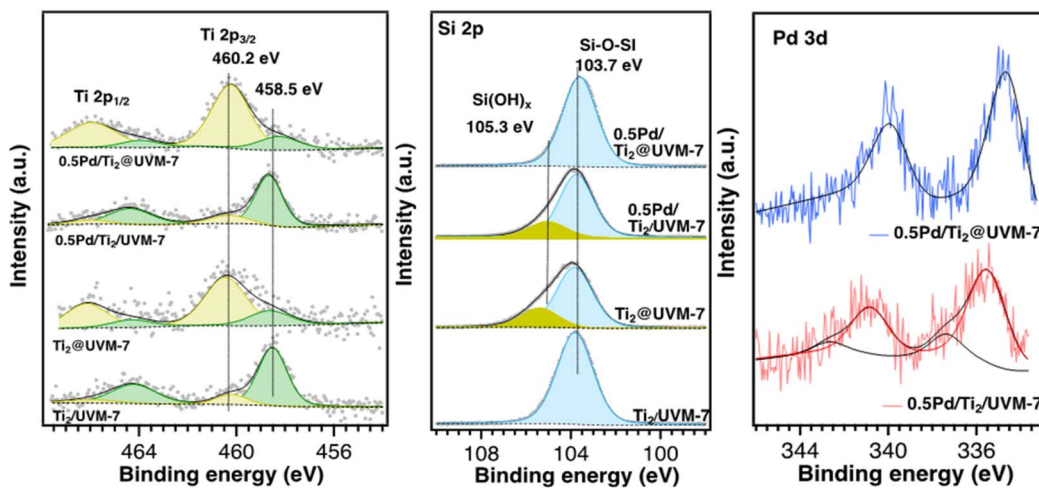 Ti 2p3/2
460.2 eV
458.5 eV
Ti 2p1/2
0.5Pd/Ti2@UVM-7
0.5Pd/Ti2/UVM-7
Ti2@UVM-7
Ti2/UVM-7
Intensity (a.u.)
464 460 456
Binding energy (eV)
Si 2p
Si-O-SI
103.7 eV
Si(OH)x
105.3 eV
0.5Pd/
Ti2@UVM-7
0.5Pd/
Ti2/UVM-7
Ti2@UVM-7
Ti2/UVM-7
Intensity (a.u.)
108 104 100
Binding energy (eV)
Pd 3d
0.5Pd/Ti2@UVM-7
0.5Pd/Ti2/UVM-7
Intensity (a.u.)
344 340 336
Binding energy (eV)